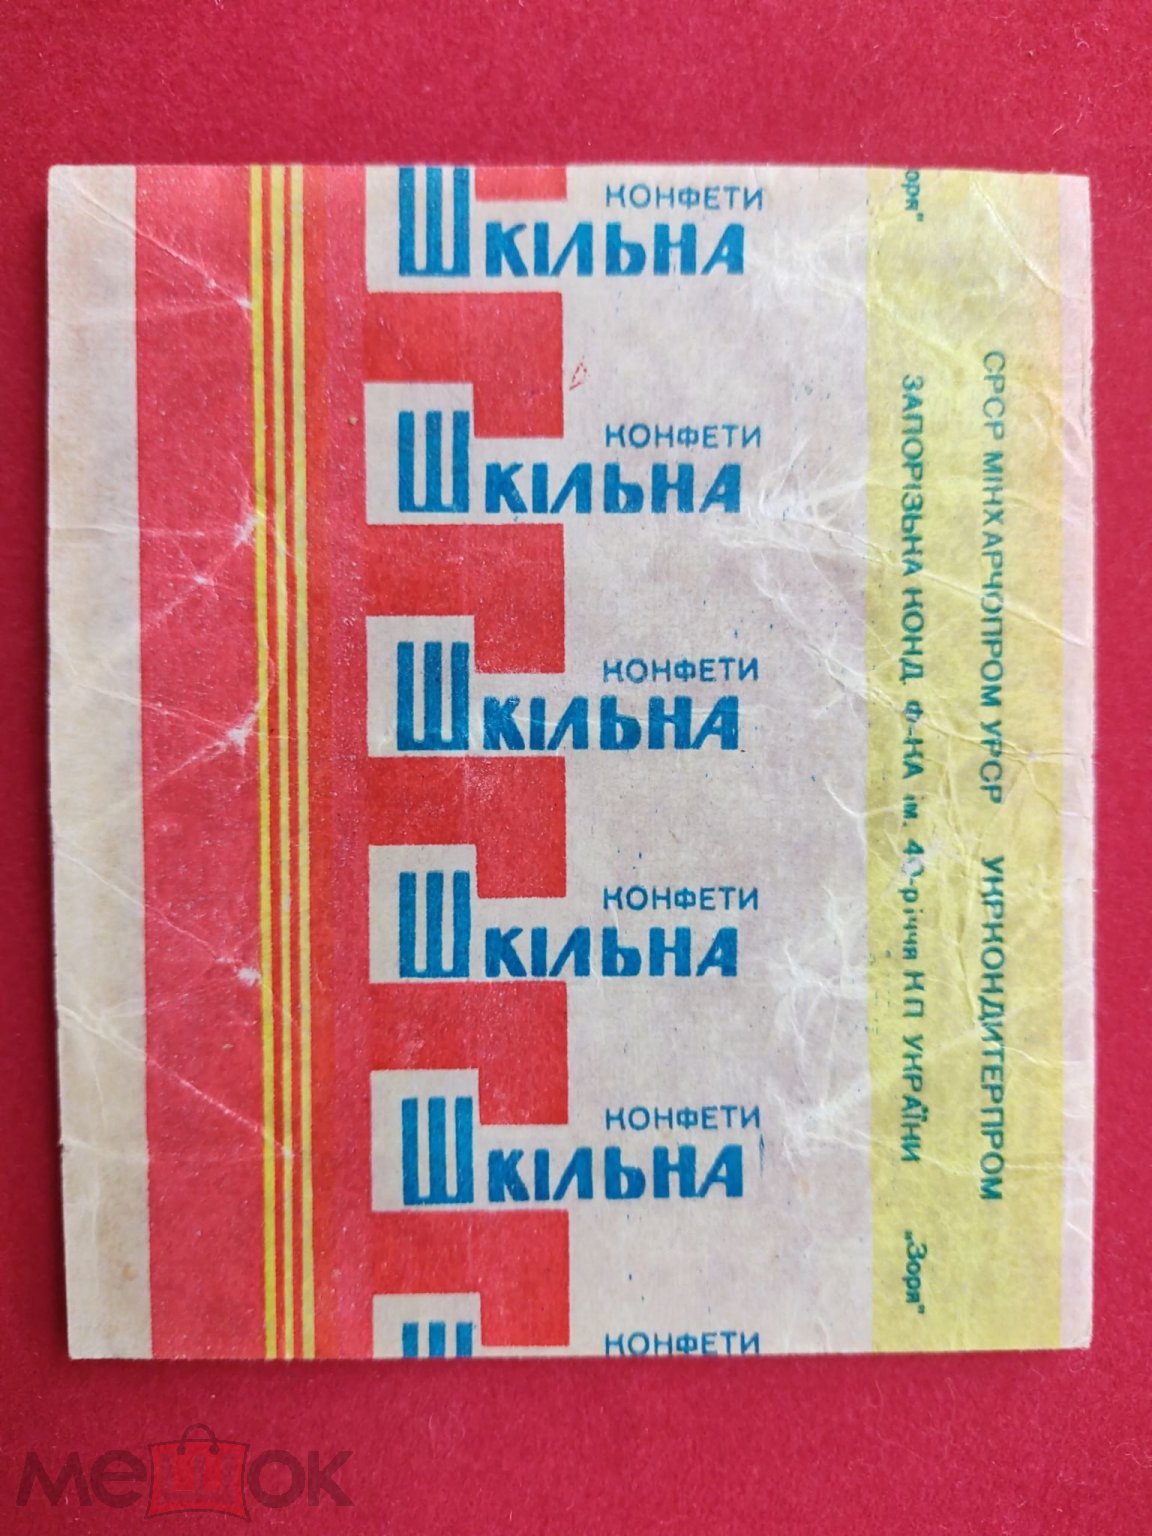 КОНФЕТИ
ШКІЛЬНА
КОНФЕТИ
ШКІЛЬНА
КОНФЕТИ
ШКІЛЬНА
КОНФЕТИ
ШКІЛЬНА
КОНФЕТИ
ШКІЛЬНА
КОНФЕТИ
Ш
оря"
СРСР МІНХАРЧОПРОМ УРСР УКРКОНДИТЕРПРОМ
ЗАПОРІЗЬКА КОНД. Ф-КА ім. 40-річчя КП УКРАЇНИ „Зоря"
мешок